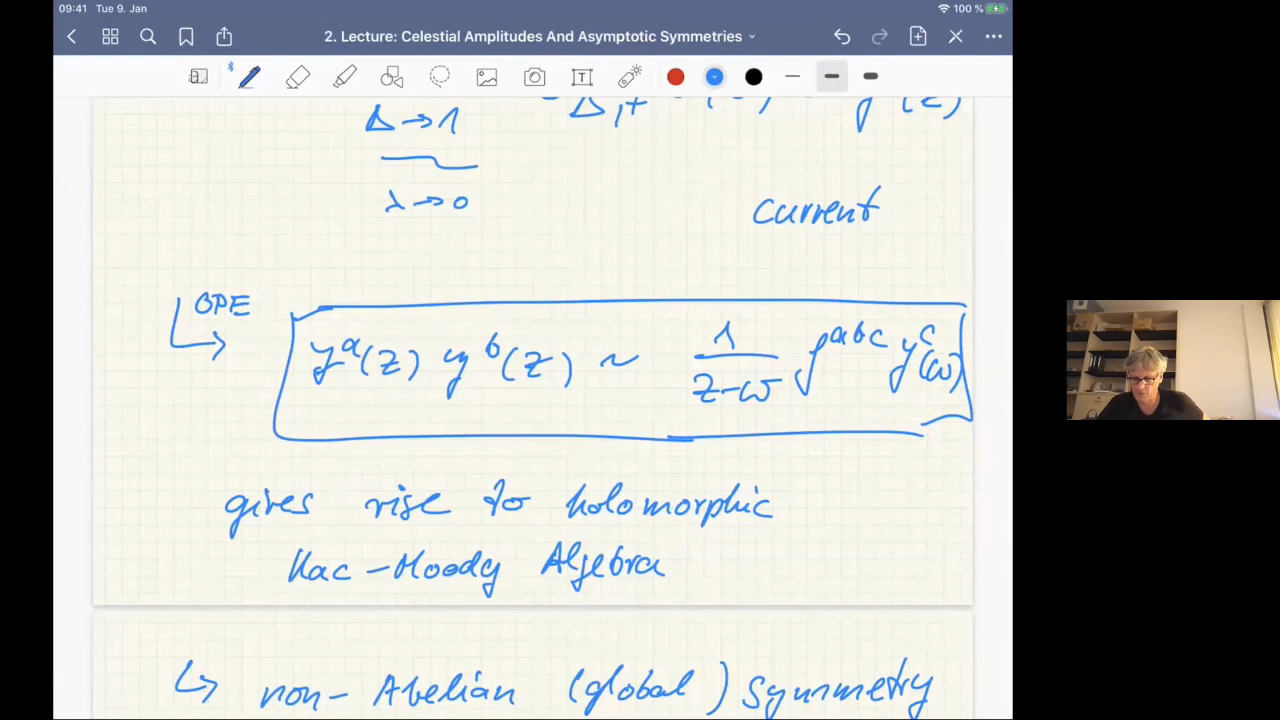 09:41 Tue 9. Jan
100 %
2. Lecture: Celestial Amplitudes And Asymptotic Symmetries
T
Δ→1
Δ,+
(z)
λ→0
current
OPE
J^a(z) J^b(z) ~ 1/(z-ω) f^{abc} J^c(ω)
gives rise to holomorphic
Kac-Moody Algebra
non-Abelian (global) Symmetry